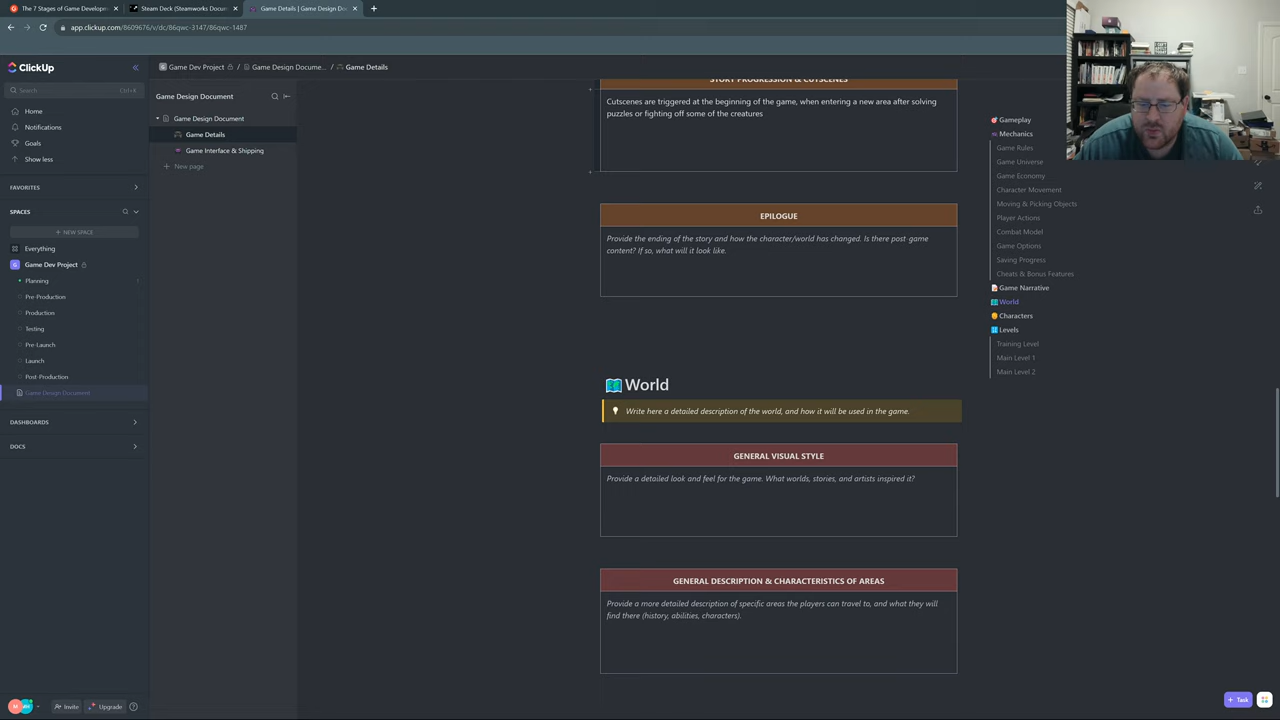 The 7 Stages of Game Developm
Steam Deck (Steamworks Docum
Game Details | Game Design Do
app.clickup.com/8609676/v/dc/86qwc-3147/86qwc-1487
ClickUp
Game Dev Project / Game Design Docume... / Game Details
Search Ctrl+K
Home
Notifications
Goals
Show less
FAVORITES
SPACES
+ NEW SPACE
Everything
Game Dev Project
Planning
Pre-Production
Production
Testing
Pre-Launch
Launch
Post-Production
Game Design Document
DASHBOARDS
DOCS
Invite
Upgrade
Game Design Document
Game Design Document
Game Details
Game Interface & Shipping
New page
STORY PROGRESSION & CUTSCENES
Cutscenes are triggered at the beginning of the game, when entering a new area after solving
puzzles or fighting off some of the creatures
EPILOGUE
Provide the ending of the story and how the character/world has changed. Is there post-game
content? If so, what will it look like.
World
Write here a detailed description of the world, and how it will be used in the game.
GENERAL VISUAL STYLE
Provide a detailed look and feel for the game. What worlds, stories, and artists inspired it?
GENERAL DESCRIPTION & CHARACTERISTICS OF AREAS
Provide a more detailed description of specific areas the players can travel to, and what they will
find there (history, abilities, characters).
Gameplay
Mechanics
Game Rules
Game Universe
Game Economy
Character Movement
Moving & Picking Objects
Player Actions
Combat Model
Game Options
Saving Progress
Cheats & Bonus Features
Game Narrative
World
Characters
Levels
Training Level
Main Level 1
Main Level 2
+ Task